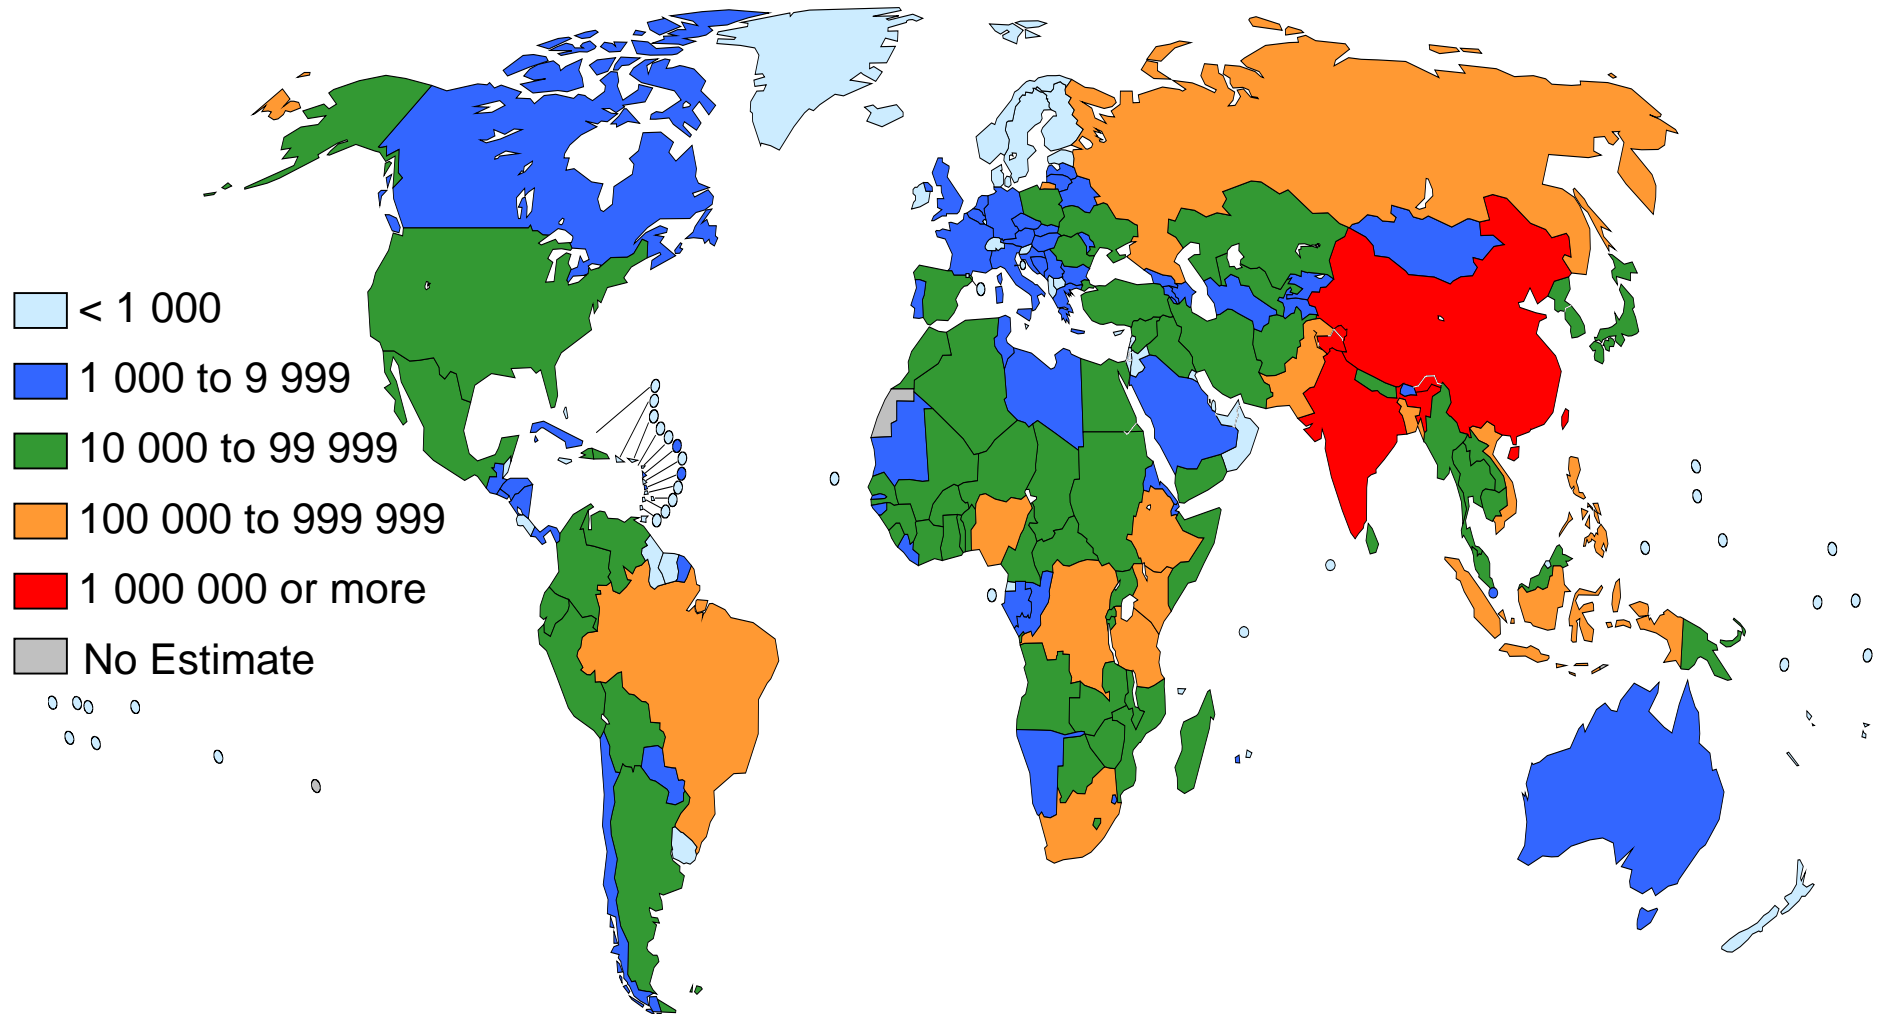 < 1 000
1 000 to 9 999
10 000 to 99 999
100 000 to 999 999
1 000 000 or more
No Estimate